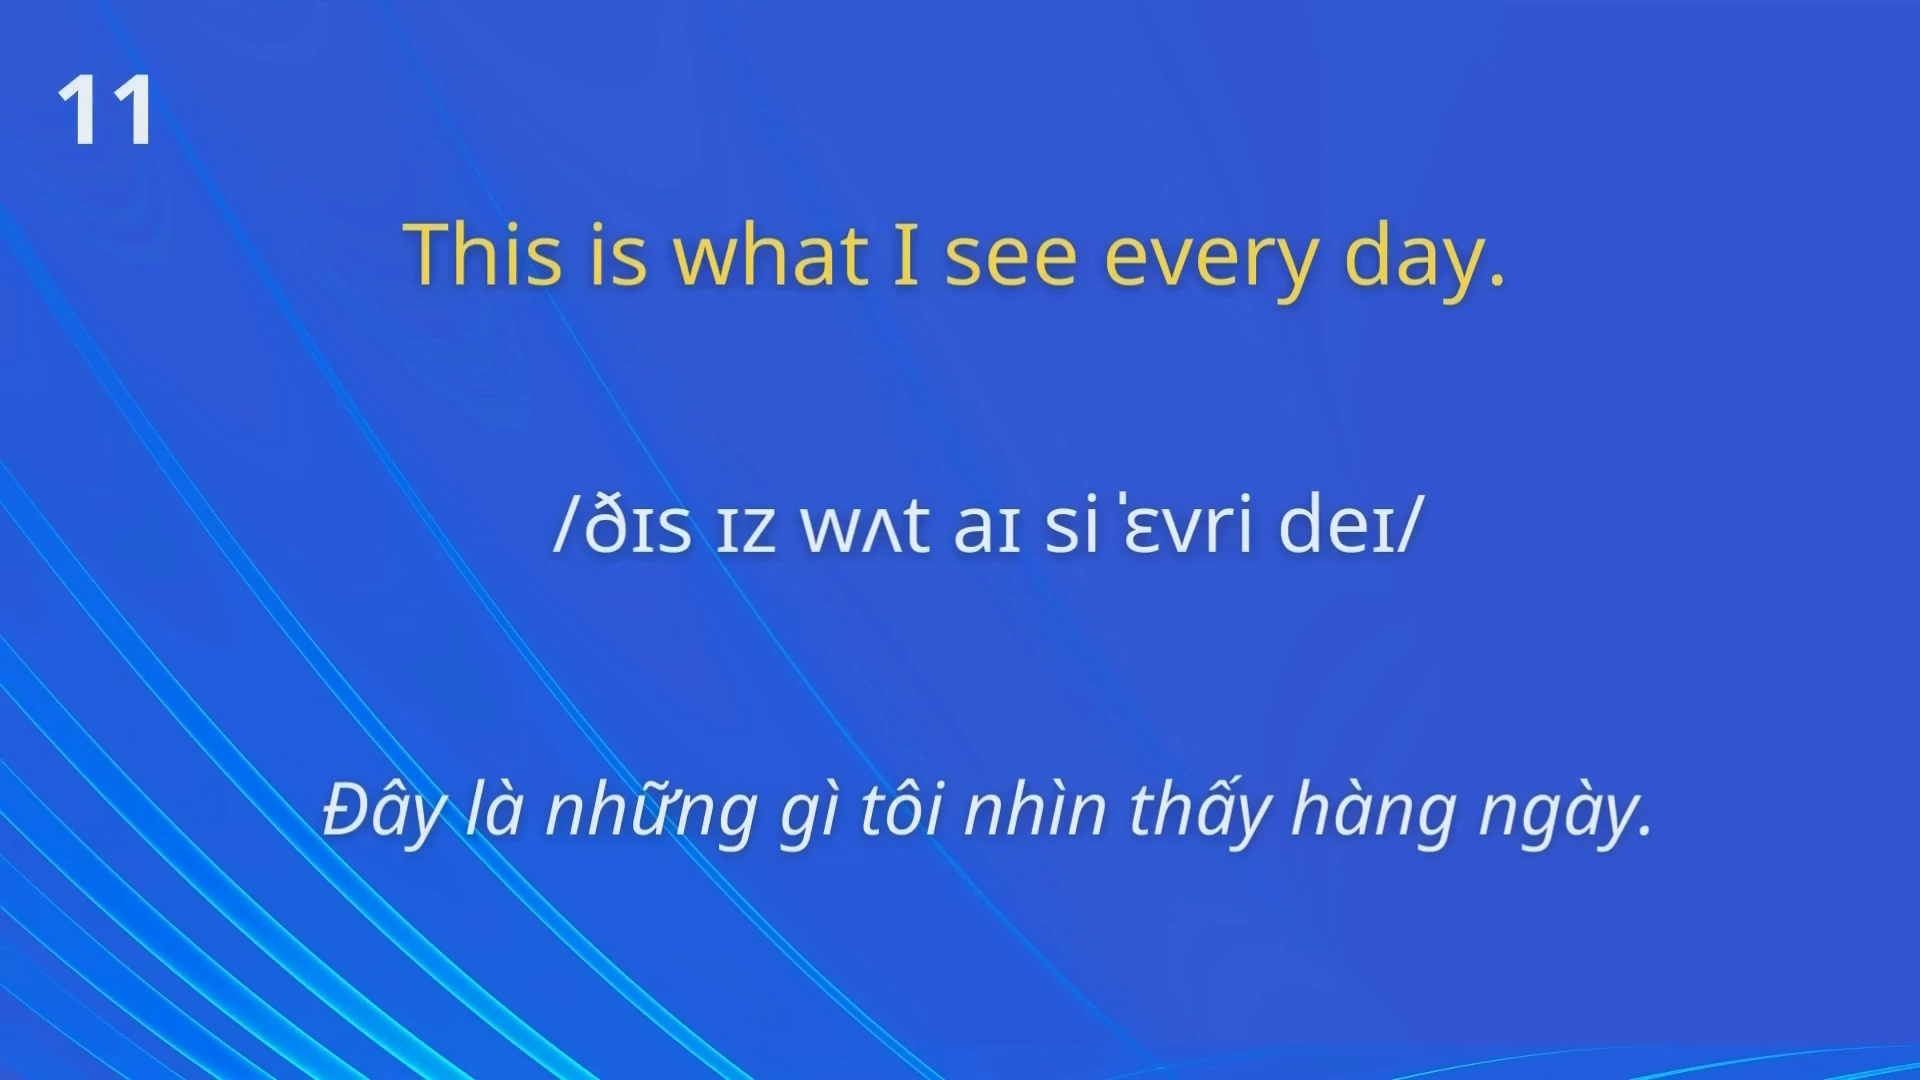 11
This is what I see every day.
/ðɪs ɪz wʌt aɪ si ˈɛvri deɪ/
Đây là những gì tôi nhìn thấy hàng ngày.